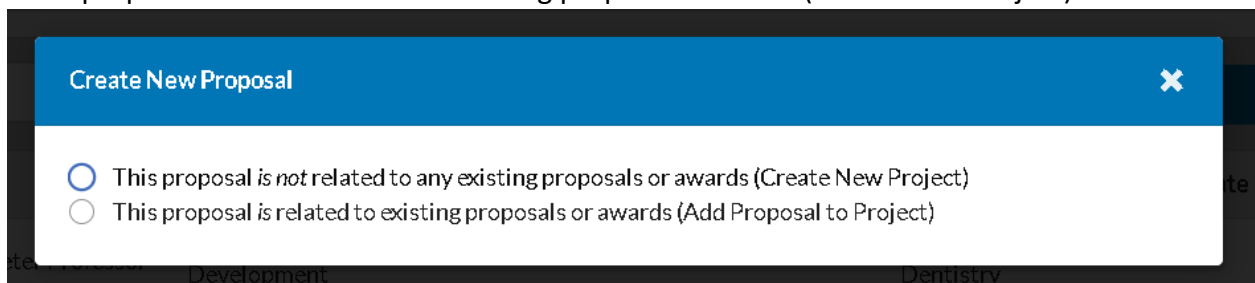 Create New Proposal
This proposal is not related to any existing proposals or awards (Create New Project)
This proposal is related to existing proposals or awards (Add Proposal to Project)
Development
Dentistry